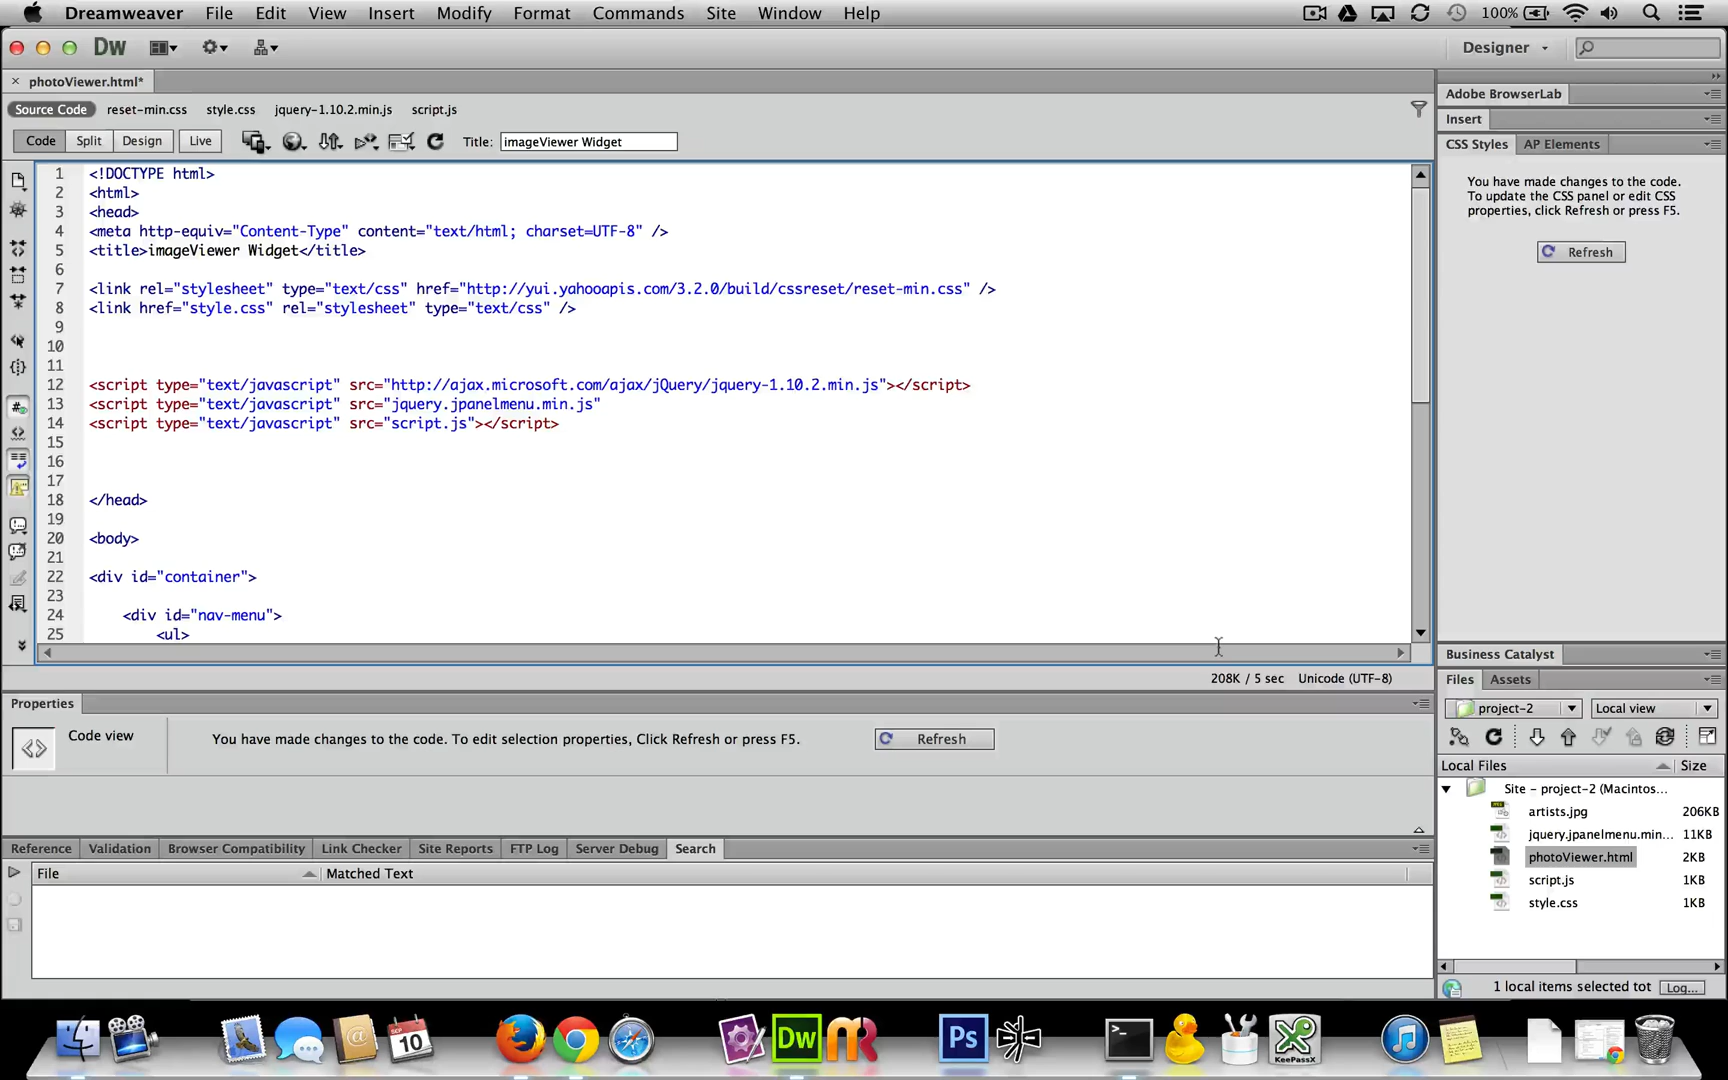 Dreamweaver File Edit View Insert Modify Format Commands Site Window Help 100%
Dw Designer
photoViewer.html*
Source Code reset-min.css style.css jquery-1.10.2.min.js script.js
Code Split Design Live Title: imageViewer Widget
1 <!DOCTYPE html>
2 <html>
3 <head>
4 <meta http-equiv="Content-Type" content="text/html; charset=UTF-8" />
5 <title>imageViewer Widget</title>
6
7 <link rel="stylesheet" type="text/css" href="http://yui.yahooapis.com/3.2.0/build/cssreset/reset-min.css" />
8 <link href="style.css" rel="stylesheet" type="text/css" />
9
10
11
12 <script type="text/javascript" src="http://ajax.microsoft.com/ajax/jQuery/jquery-1.10.2.min.js"></script>
13 <script type="text/javascript" src="jquery.jpanelmenu.min.js"
14 <script type="text/javascript" src="script.js"></script>
15
16
17
18 </head>
19
20 <body>
21
22 <div id="container">
23
24 <div id="nav-menu">
25 <ul>
208K / 5 sec Unicode (UTF-8)
Properties
Code view
You have made changes to the code. To edit selection properties, Click Refresh or press F5. Refresh
Reference Validation Browser Compatibility Link Checker Site Reports FTP Log Server Debug Search
File Matched Text
Adobe BrowserLab
Insert
CSS Styles AP Elements
You have made changes to the code.
To update the CSS panel or edit CSS
properties, click Refresh or press F5.
Refresh
Business Catalyst
Files Assets
project-2 Local view
Local Files Size
Site - project-2 (Macintos...
artists.jpg 206KB
jquery.jpanelmenu.min... 11KB
photoViewer.html 2KB
script.js 1KB
style.css 1KB
1 local items selected tot Log...
SEP
10
Dw
Ps
KeePassX